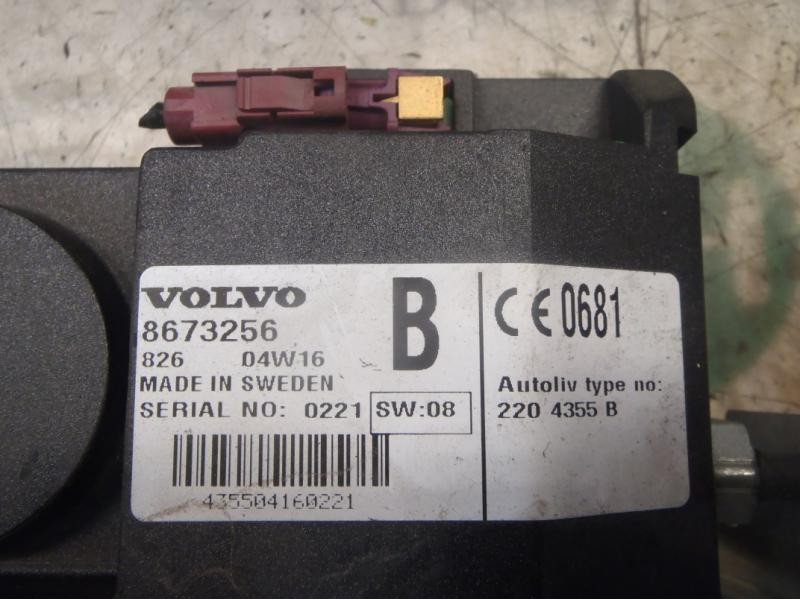 VOLVO
8673256
826 04W16
MADE IN SWEDEN
SERIAL NO: 0221
SW:08
435504160221
B
CE 0681
Autoliv type no:
220 4355 B